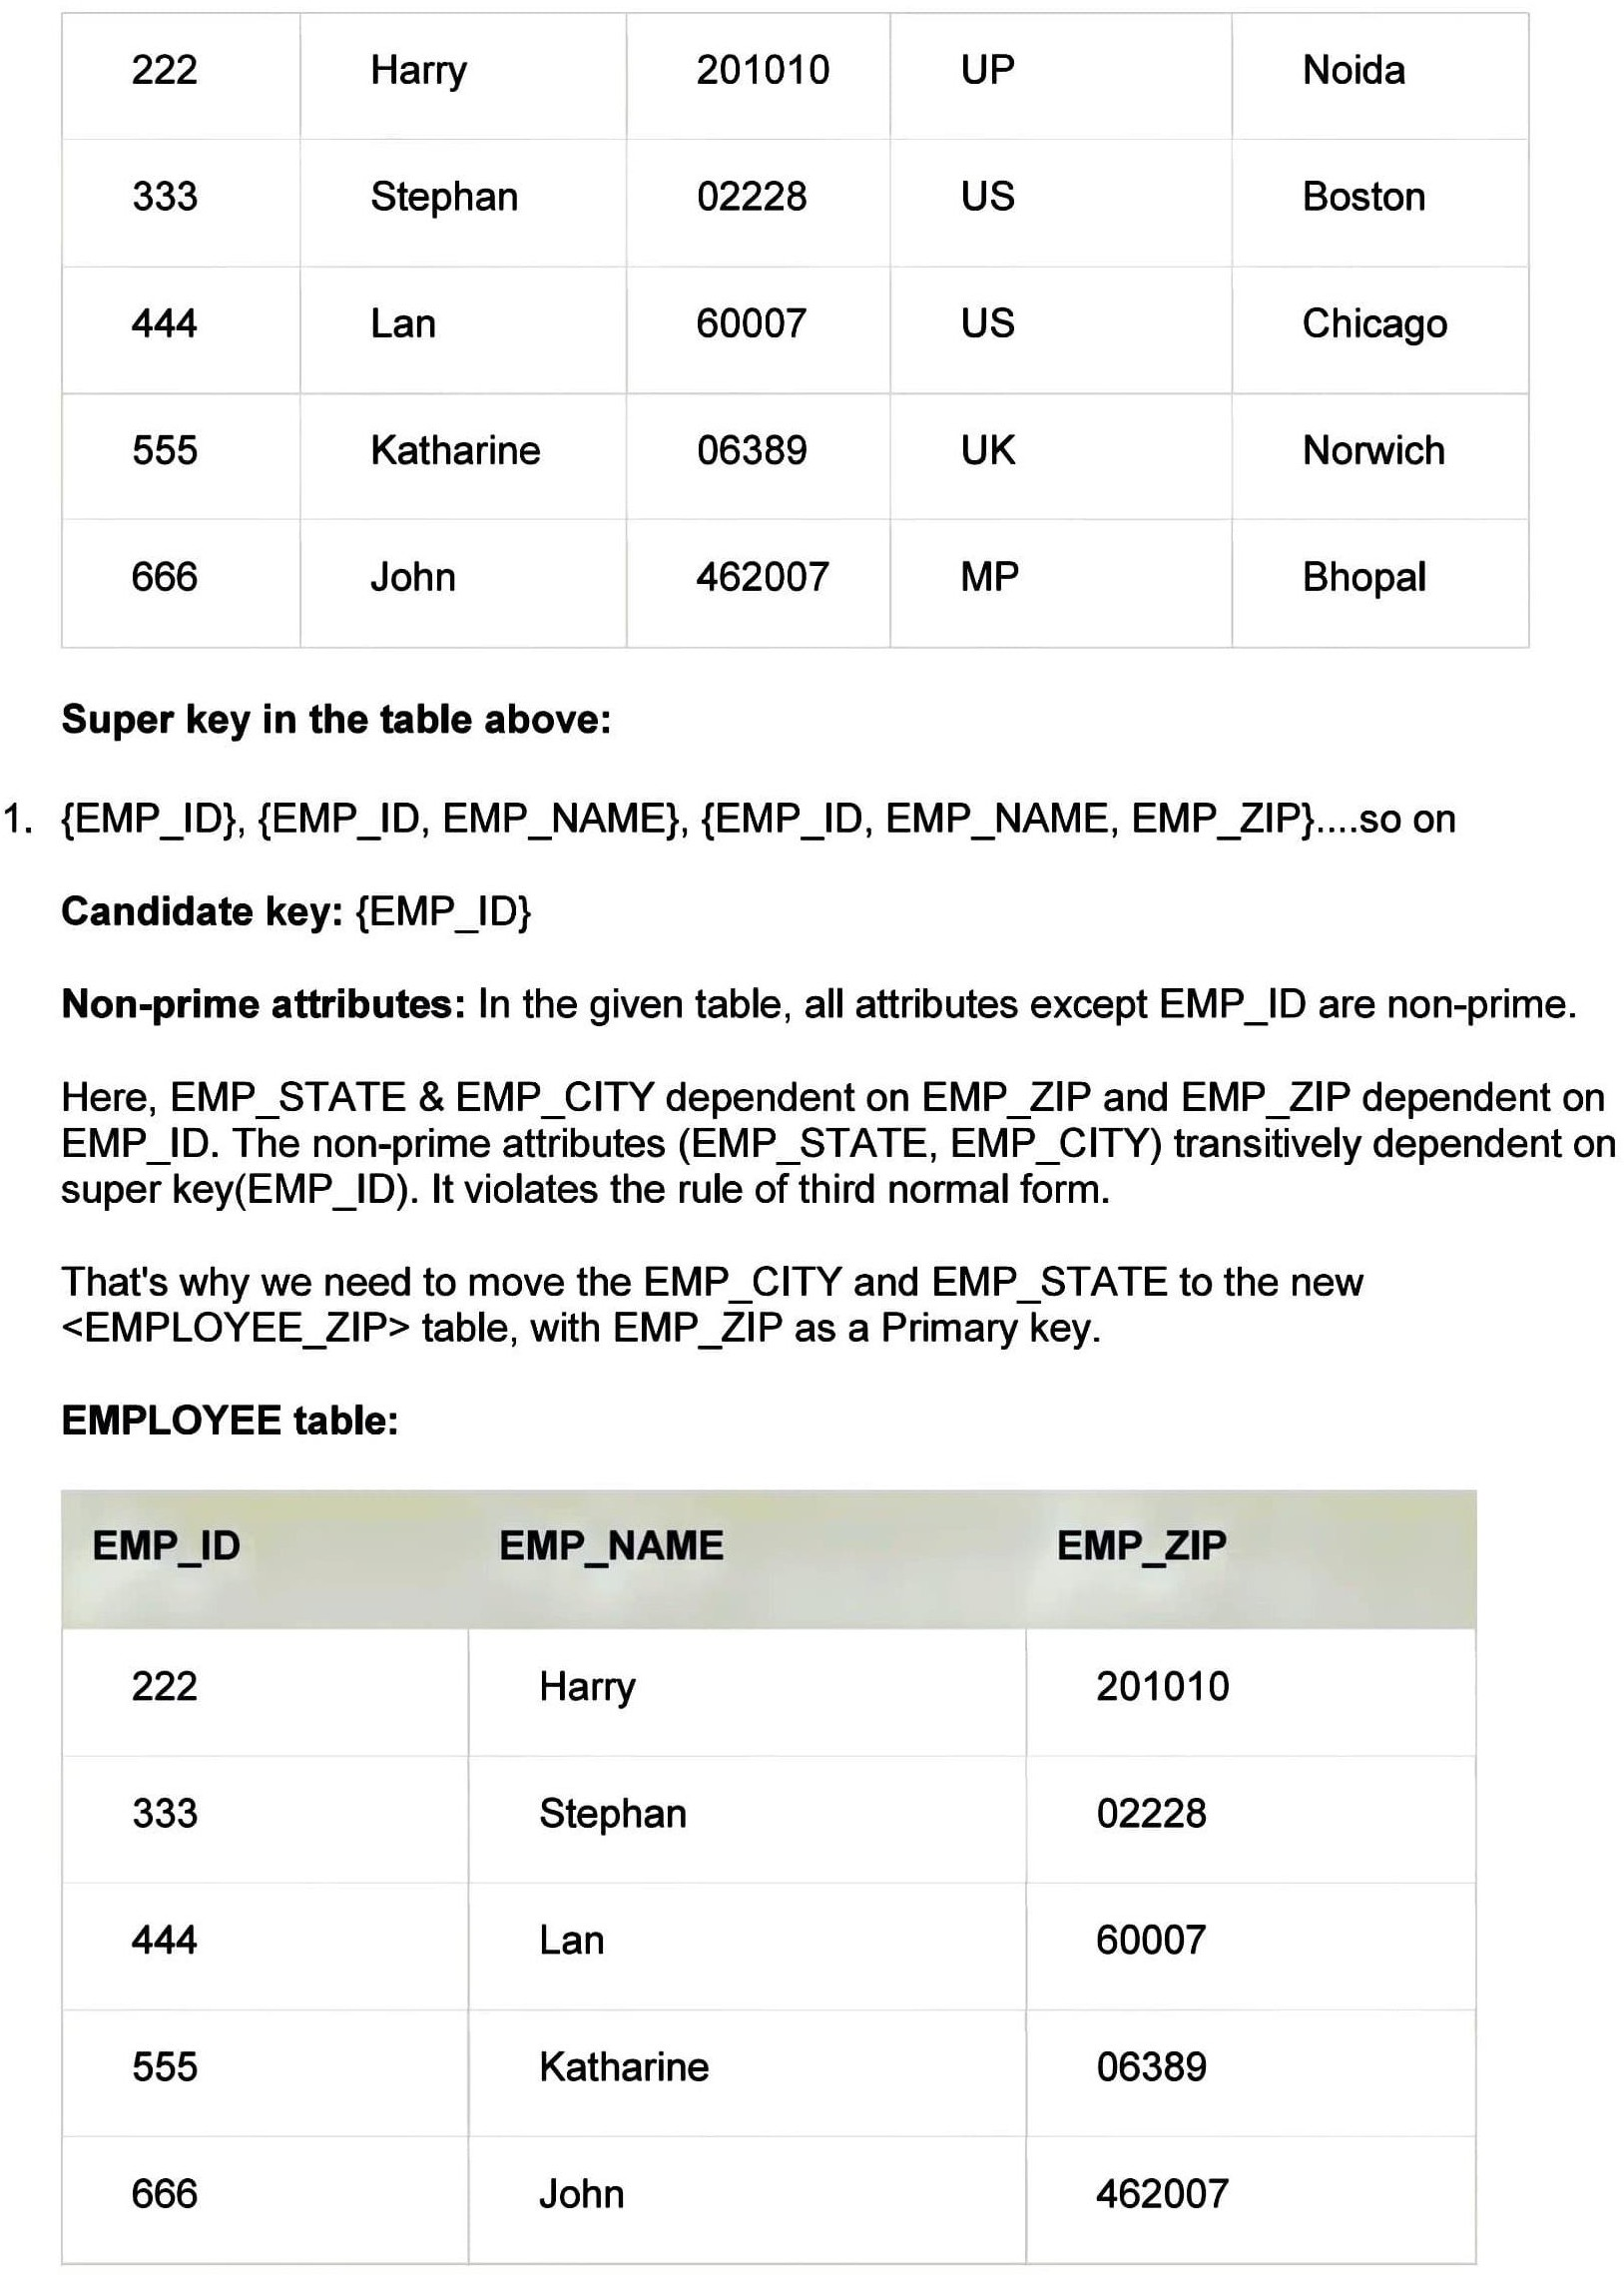 222 Harry 201010 UP Noida
333 Stephan 02228 US Boston
444 Lan 60007 US Chicago
555 Katharine 06389 UK Norwich
666 John 462007 MP Bhopal
Super key in the table above:
1. {EMP_ID}, {EMP_ID, EMP_NAME}, {EMP_ID, EMP_NAME, EMP_ZIP}....so on
Candidate key: {EMP_ID}
Non-prime attributes: In the given table, all attributes except EMP_ID are non-prime.
Here, EMP_STATE & EMP_CITY dependent on EMP_ZIP and EMP_ZIP dependent on
EMP_ID. The non-prime attributes (EMP_STATE, EMP_CITY) transitively dependent on
super key(EMP_ID). It violates the rule of third normal form.
That's why we need to move the EMP_CITY and EMP_STATE to the new
<EMPLOYEE_ZIP> table, with EMP_ZIP as a Primary key.
EMPLOYEE table:
EMP_ID EMP_NAME EMP_ZIP
222 Harry 201010
333 Stephan 02228
444 Lan 60007
555 Katharine 06389
666 John 462007